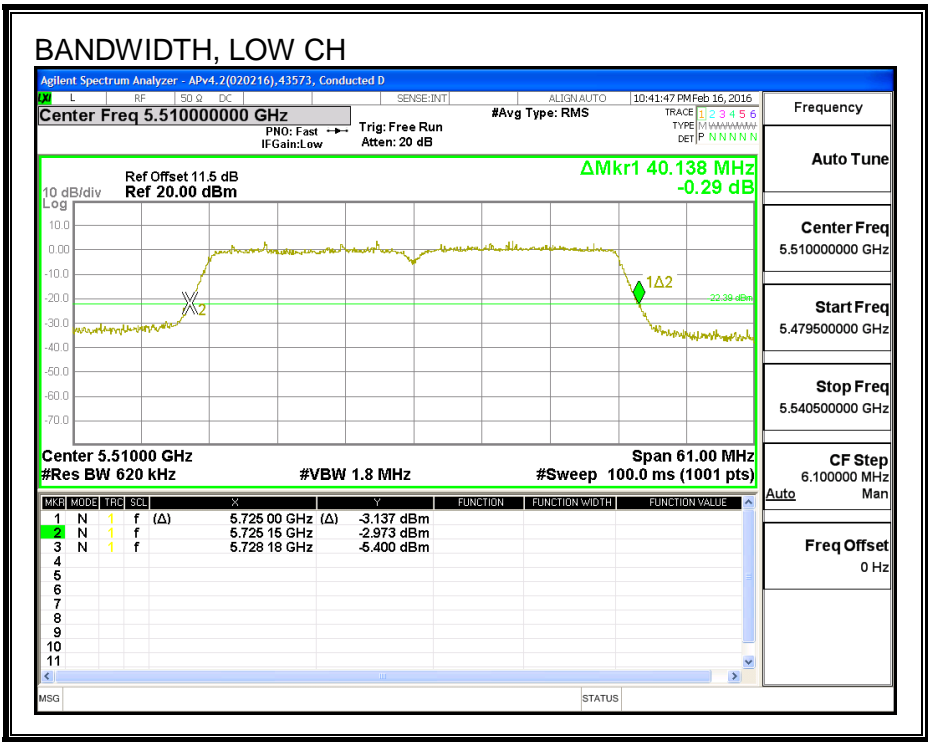 BANDWIDTH, LOW CH
Agilent Spectrum Analyzer - APv4.2(020216),43573, Conducted D
LXI L RF 50 Ω DC SENSE:INT ALIGN AUTO 10:41:47 PM Feb 16, 2016
Center Freq 5.510000000 GHz
PNO: Fast
IFGain:Low
Trig: Free Run
Atten: 20 dB
#Avg Type: RMS
TRACE 1 2 3 4 5 6
TYPE M WWWWW
DET P N N N N N
Frequency
Auto Tune
Center Freq
5.510000000 GHz
Start Freq
5.479500000 GHz
Stop Freq
5.540500000 GHz
CF Step
6.100000 MHz
Auto Man
Freq Offset
0 Hz
ΔMkr1 40.138 MHz
-0.29 dB
Ref Offset 11.5 dB
10 dB/div Ref 20.00 dBm
Log
10.0
0.00
-10.0
-20.0
-30.0
-40.0
-50.0
-60.0
-70.0
2
1Δ2
-22.39 dBm
Center 5.51000 GHz Span 61.00 MHz
#Res BW 620 kHz #VBW 1.8 MHz #Sweep 100.0 ms (1001 pts)
MKR MODE TRC SCL X Y FUNCTION FUNCTION WIDTH FUNCTION VALUE
1 N 1 f (Δ) 5.725 00 GHz (Δ) -3.137 dBm
2 N 1 f 5.725 15 GHz -2.973 dBm
3 N 1 f 5.728 18 GHz -5.400 dBm
4
5
6
7
8
9
10
11
MSG STATUS